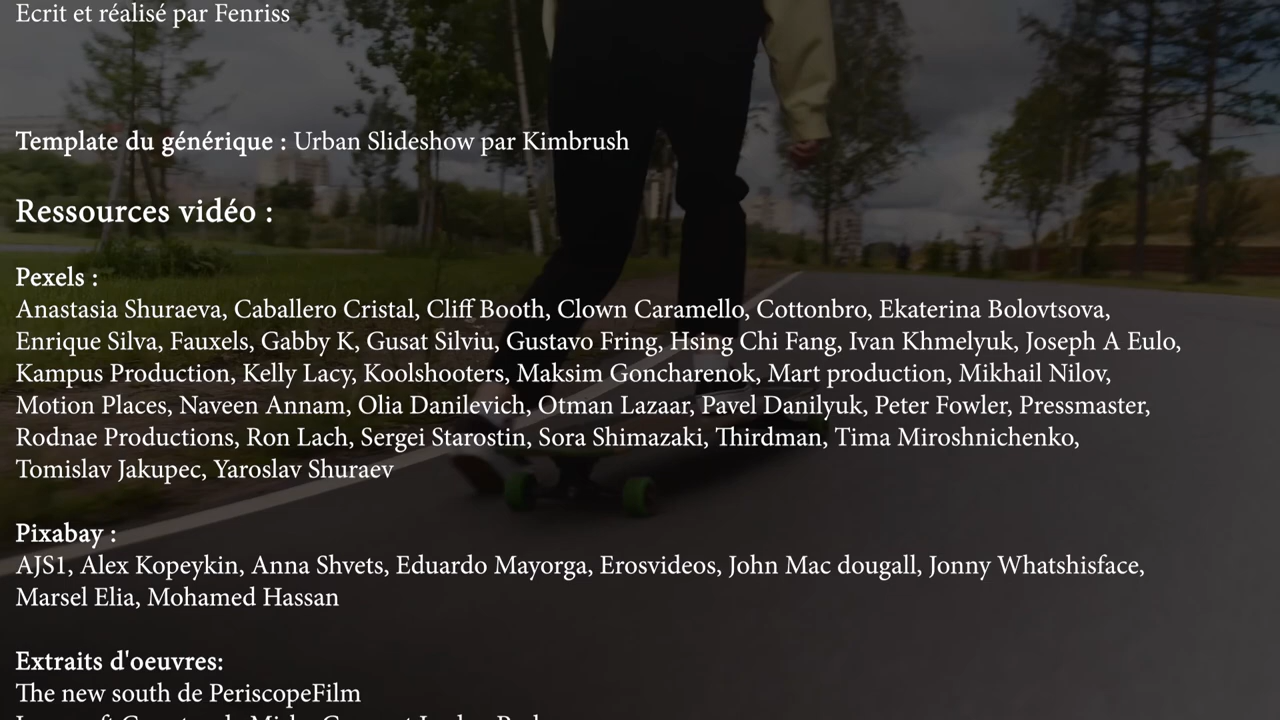 Ecrit et réalisé par Fenriss
Template du générique : Urban Slideshow par Kimbrush
Ressources vidéo :
Pexels :
Anastasia Shuraeva, Caballero Cristal, Cliff Booth, Clown Caramello, Cottonbro, Ekaterina Bolovtsova,
Enrique Silva, Fauxels, Gabby K, Gusat Silviu, Gustavo Fring, Hsing Chi Fang, Ivan Khmelyuk, Joseph A Eulo,
Kampus Production, Kelly Lacy, Koolshooters, Maksim Goncharenok, Mart production, Mikhail Nilov,
Motion Places, Naveen Annam, Olia Danilevich, Otman Lazaar, Pavel Danilyuk, Peter Fowler, Pressmaster,
Rodnae Productions, Ron Lach, Sergei Starostin, Sora Shimazaki, Thirdman, Tima Miroshnichenko,
Tomislav Jakupec, Yaroslav Shuraev
Pixabay :
AJS1, Alex Kopeykin, Anna Shvets, Eduardo Mayorga, Erosvideos, John Mac dougall, Jonny Whatshisface,
Marsel Elia, Mohamed Hassan
Extraits d'oeuvres:
The new south de PeriscopeFilm